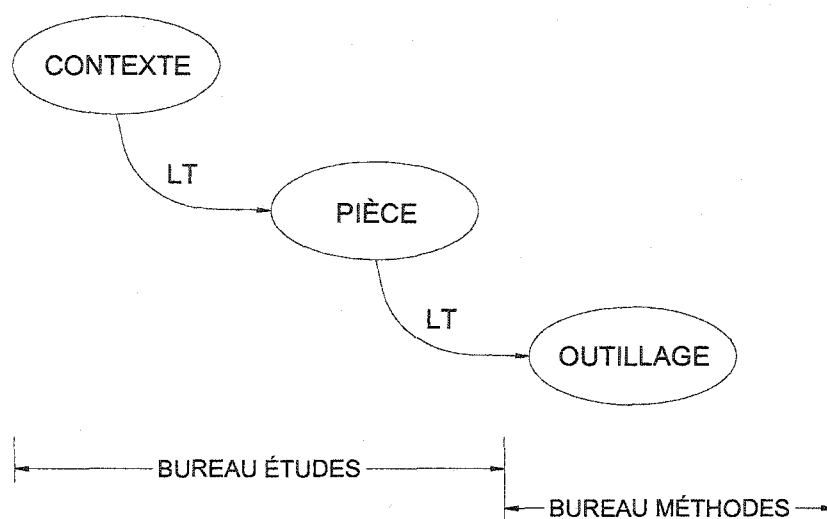 CONTEXTE
LT
PIÈCE
LT
OUTILLAGE
BUREAU ÉTUDES
BUREAU MÉTHODES